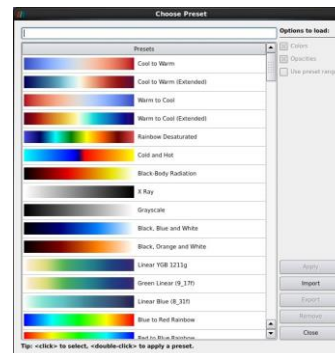 Choose Preset
Options to load:
Presets
Colors
Opacities
Use preset range
Cool to Warm
Cool to Warm (Extended)
Warm to Cool
Warm to Cool (Extended)
Rainbow Desaturated
Cold and Hot
Black-Body Radiation
X Ray
Grayscale
Black, Blue and White
Black, Orange and White
Linear YGB 1211g
Green Linear (9_17f)
Linear Blue (8_31f)
Blue to Red Rainbow
Red to Blue Rainbow
Apply
Import
Export
Remove
Close
Tip: <click> to select, <double-click> to apply a preset.